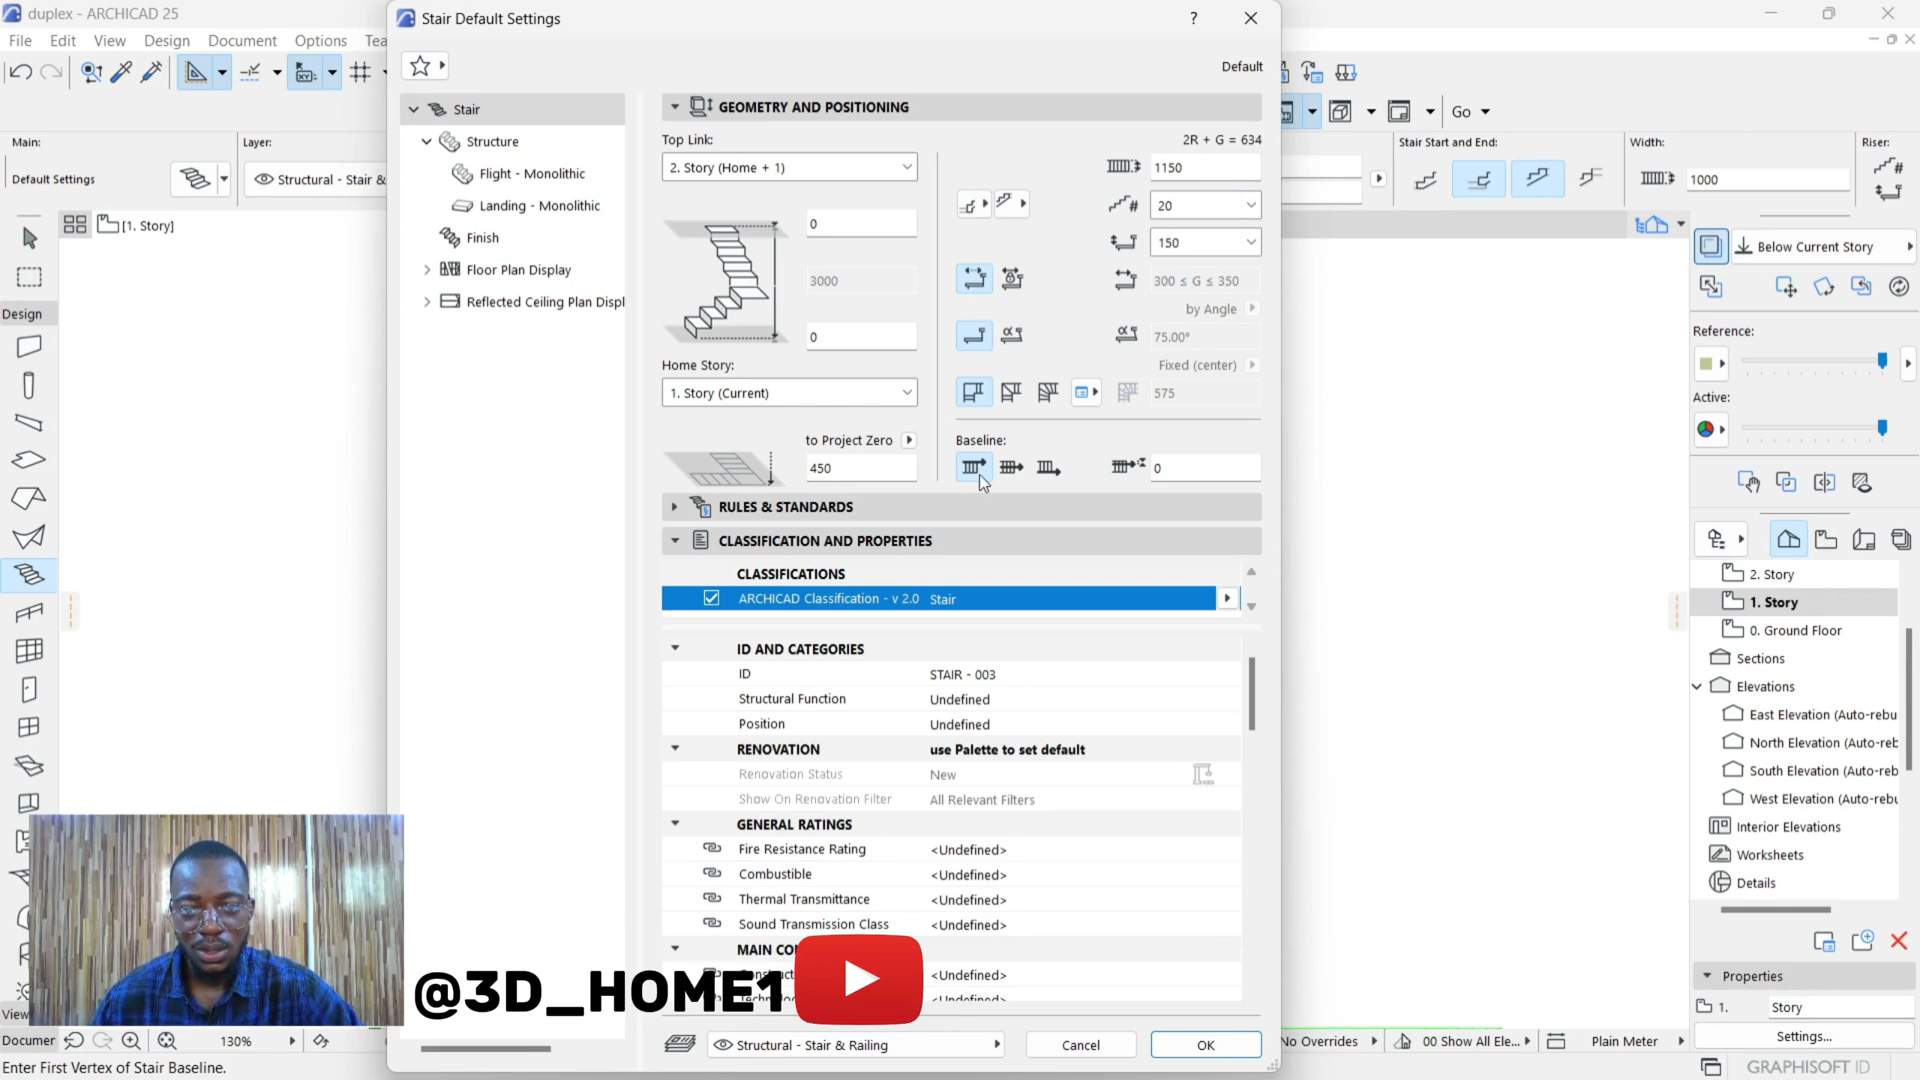 duplex - ARCHICAD 25
File Edit View Design Document Options Tea
Main:
Layer:
Default Settings
Structural - Stair &
[1. Story]
Design
View
Documer
130%
Enter First Vertex of Stair Baseline.
Stair Default Settings
?
Default
Stair
Structure
Flight - Monolithic
Landing - Monolithic
Finish
Floor Plan Display
Reflected Ceiling Plan Displ
GEOMETRY AND POSITIONING
Top Link:
2R + G = 634
2. Story (Home + 1)
1150
0
20
150
3000
300 ≤ G ≤ 350
by Angle
0
75.00°
Home Story:
Fixed (center)
1. Story (Current)
575
to Project Zero
Baseline:
450
0
RULES & STANDARDS
CLASSIFICATION AND PROPERTIES
CLASSIFICATIONS
ARCHICAD Classification - v 2.0 Stair
ID AND CATEGORIES
ID STAIR - 003
Structural Function Undefined
Position Undefined
RENOVATION use Palette to set default
Renovation Status New
Show On Renovation Filter All Relevant Filters
GENERAL RATINGS
Fire Resistance Rating <Undefined>
Combustible <Undefined>
Thermal Transmittance <Undefined>
Sound Transmission Class <Undefined>
MAIN CO
<Undefined>
<Undefined>
@3D_HOME1
Structural - Stair & Railing
Cancel
OK
Go
Stair Start and End:
Width:
Riser:
1000
Below Current Story
Reference:
Active:
2. Story
1. Story
0. Ground Floor
Sections
Elevations
East Elevation (Auto-rebu
North Elevation (Auto-reb
South Elevation (Auto-reb
West Elevation (Auto-rebu
Interior Elevations
Worksheets
Details
Properties
1. Story
Settings...
No Overrides
00 Show All Ele...
Plain Meter
GRAPHISOFT ID